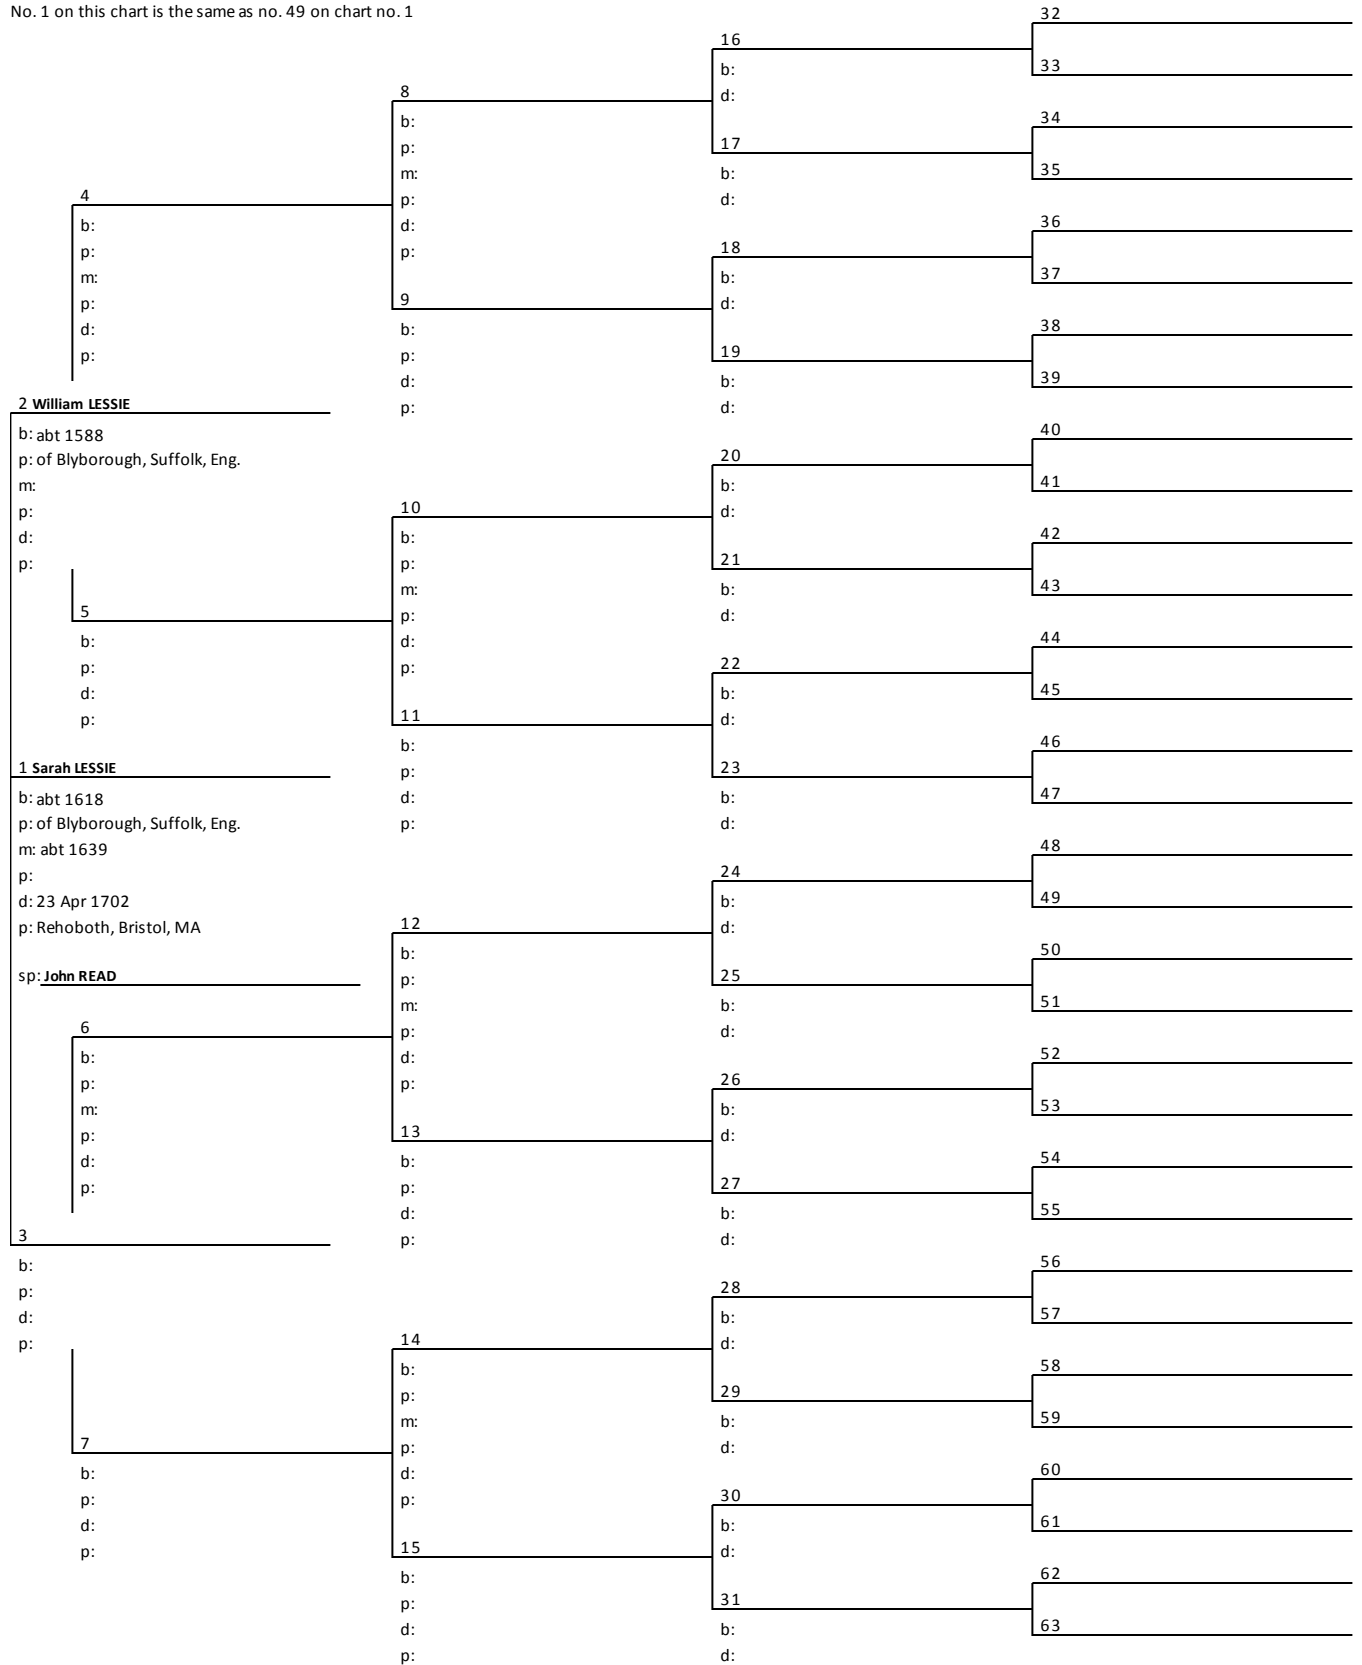 No. 1 on this chart is the same as no. 49 on chart no. 1
4
b:
p:
m:
p:
d:
p:
2 William LESSIE
b: abt 1588
p: of Blyborough, Suffolk, Eng.
m:
p:
d:
p:
5
b:
p:
d:
p:
1 Sarah LESSIE
b: abt 1618
p: of Blyborough, Suffolk, Eng.
m: abt 1639
p:
d: 23 Apr 1702
p: Rehoboth, Bristol, MA
sp: John READ
6
b:
p:
m:
p:
d:
p:
3
b:
p:
d:
p:
7
b:
p:
d:
p:
8
b:
p:
m:
p:
d:
p:
9
b:
p:
d:
p:
10
b:
p:
m:
p:
d:
p:
11
b:
p:
d:
p:
12
b:
p:
m:
p:
d:
p:
13
b:
p:
d:
p:
14
b:
p:
m:
p:
d:
p:
15
b:
p:
d:
p:
16
b:
d:
17
b:
d:
18
b:
d:
19
b:
d:
20
b:
d:
21
b:
d:
22
b:
d:
23
b:
d:
24
b:
d:
25
b:
d:
26
b:
d:
27
b:
d:
28
b:
d:
29
b:
d:
30
b:
d:
31
b:
d:
32
33
34
35
36
37
38
39
40
41
42
43
44
45
46
47
48
49
50
51
52
53
54
55
56
57
58
59
60
61
62
63